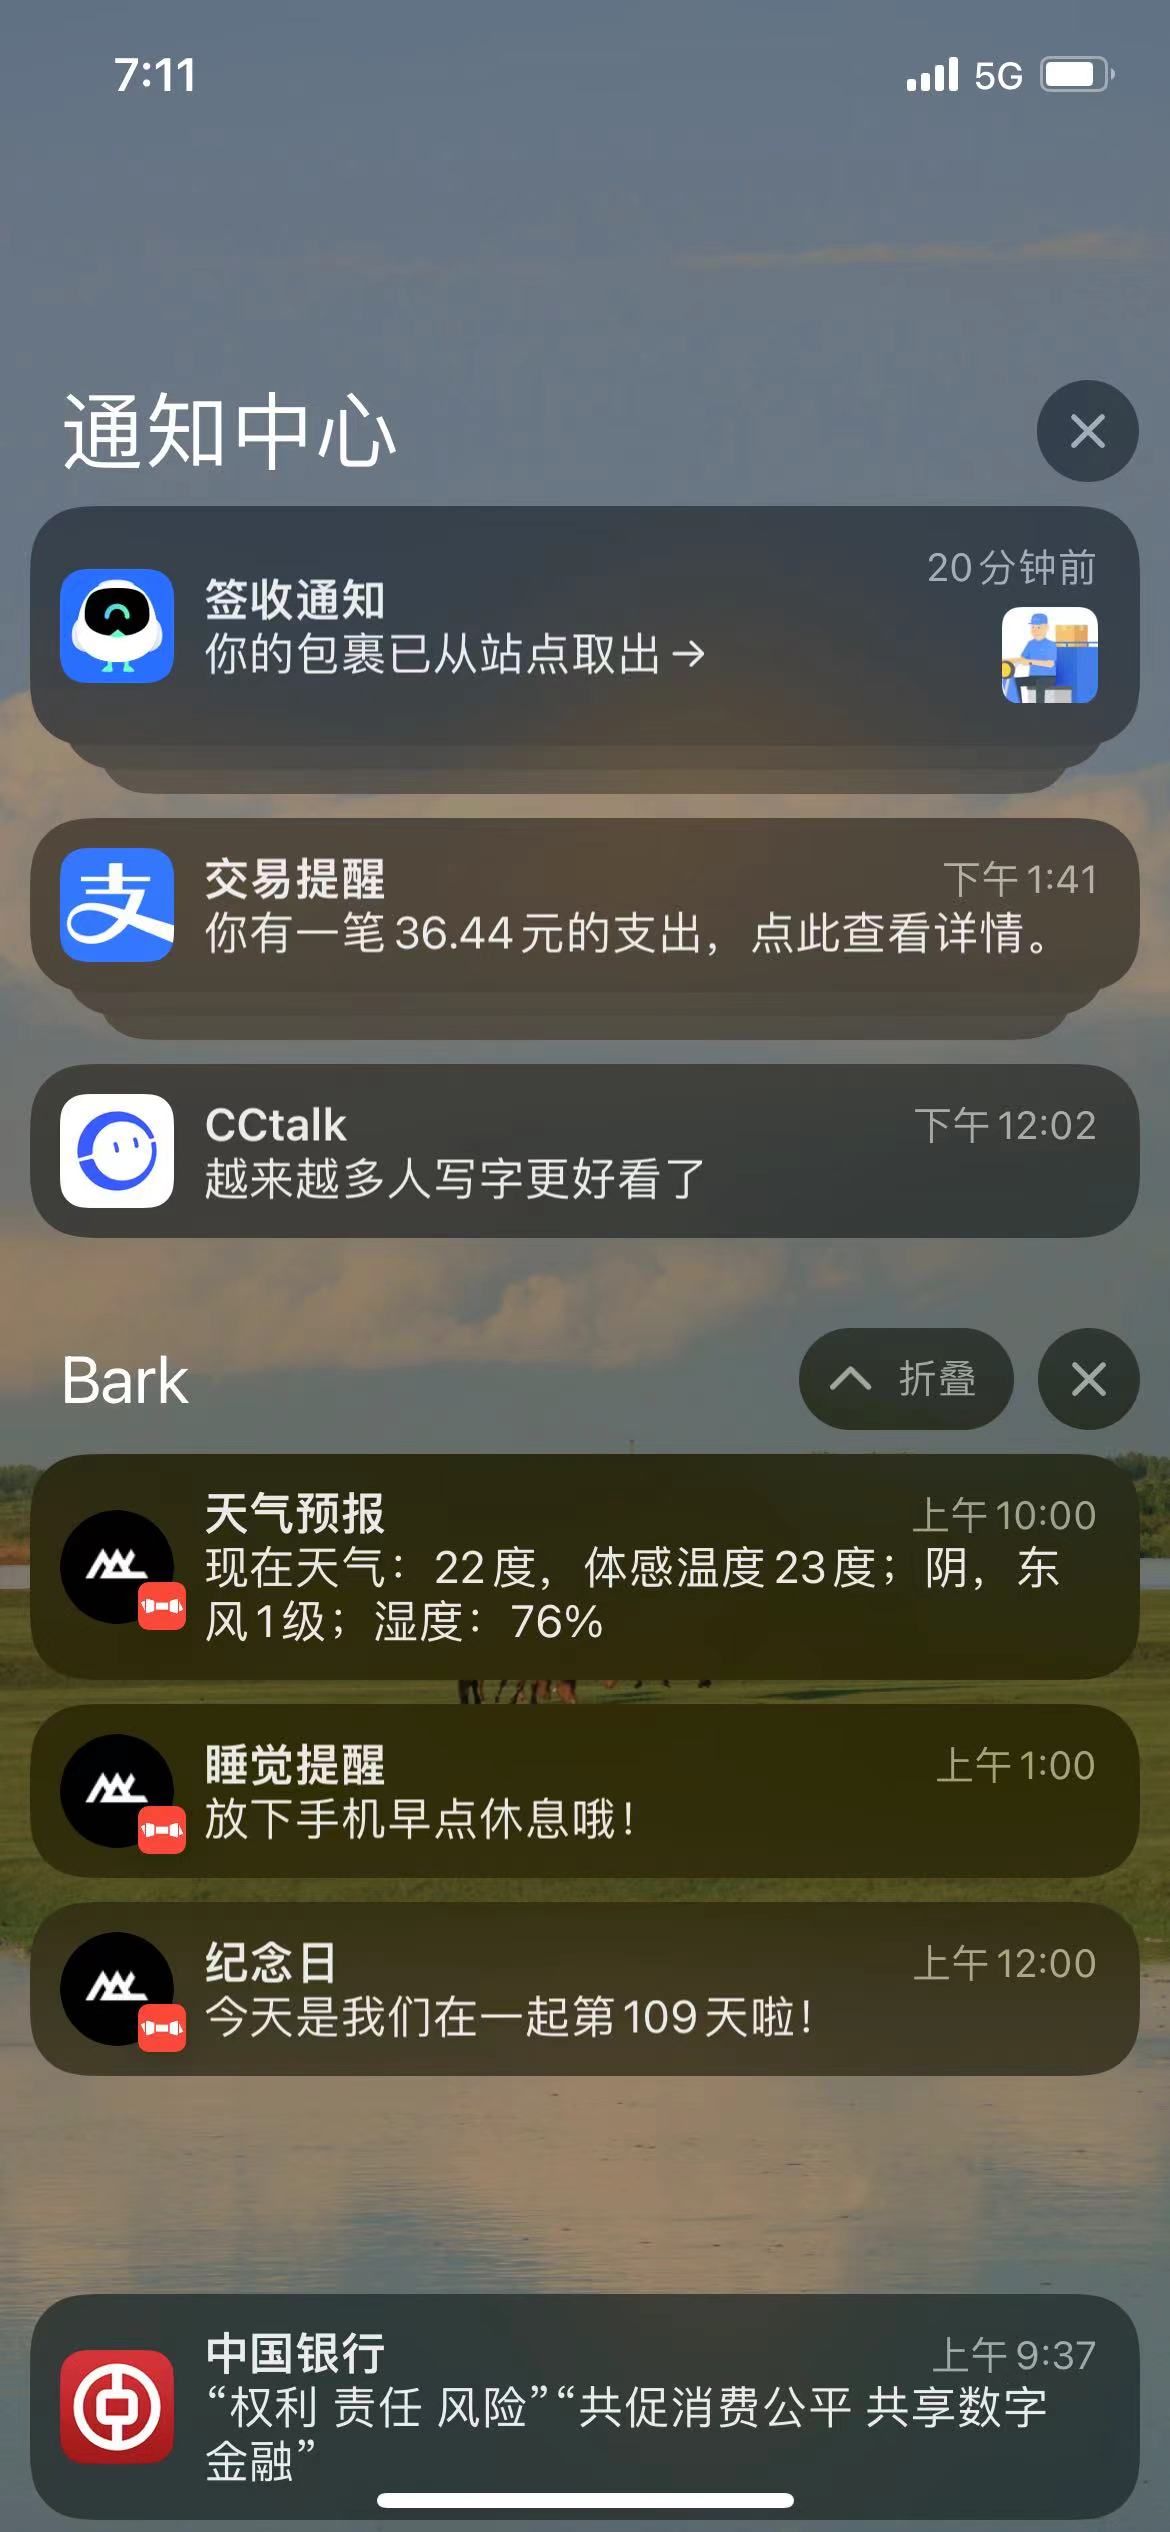 7:11
5G
通知中心
20分钟前
签收通知
你的包裹已从站点取出→
支
交易提醒
下午1:41
你有一笔36.44元的支出，点此查看详情。
CCtalk
下午12:02
越来越多人写字更好看了
Bark
折叠
天气预报
上午10:00
现在天气：22度，体感温度23度；阴，东
风1级；湿度：76%
睡觉提醒
上午1:00
放下手机早点休息哦！
纪念日
上午12:00
今天是我们在一起第109天啦！
中国银行
上午9:37
“权利 责任 风险”“共促消费公平 共享数字
金融”